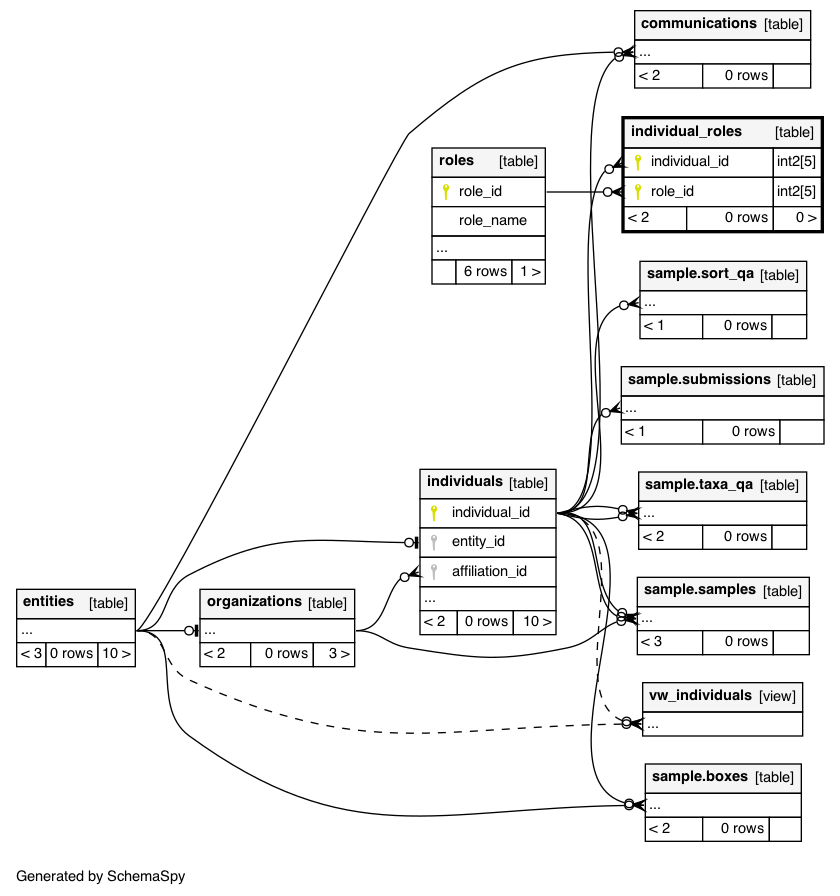 communications [table]
...
< 2 0 rows
individual_roles [table]
individual_id int2[5]
role_id int2[5]
< 2 0 rows 0 >
roles [table]
role_id
role_name
...
6 rows 1 >
sample.sort_qa [table]
...
< 1 0 rows
sample.submissions [table]
...
< 1 0 rows
individuals [table]
individual_id
entity_id
affiliation_id
...
< 2 0 rows 10 >
sample.taxa_qa [table]
...
< 2 0 rows
entities [table]
...
< 3 0 rows 10 >
organizations [table]
...
< 2 0 rows 3 >
sample.samples [table]
...
< 3 0 rows
vw_individuals [view]
...
sample.boxes [table]
...
< 2 0 rows
Generated by SchemaSpy